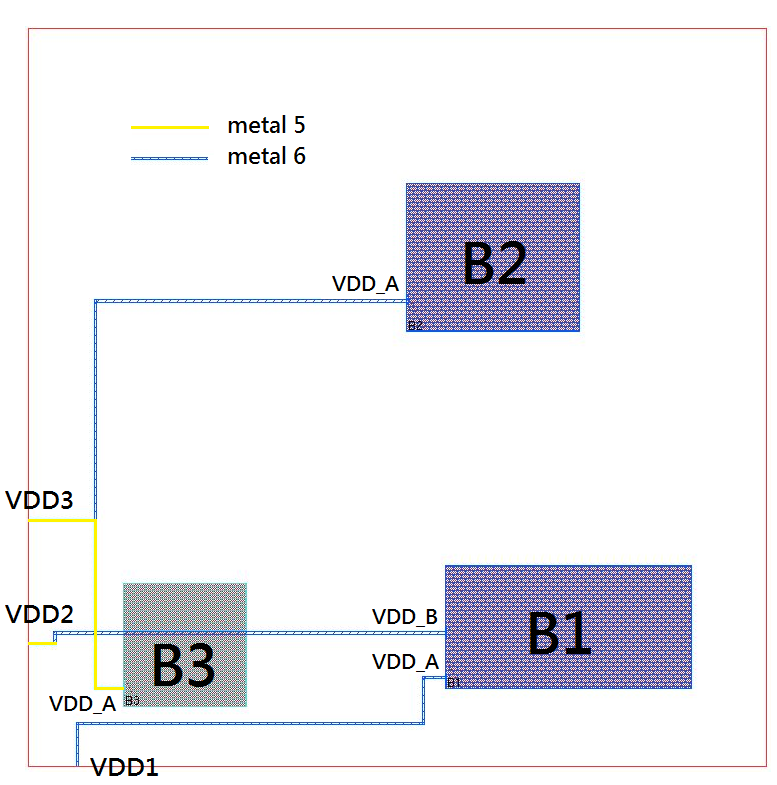 metal 5
metal 6
B2
VDD_A
B2
VDD3
VDD2
VDD_B
B1
B3
VDD_A
B1
VDD_A
B3
VDD1